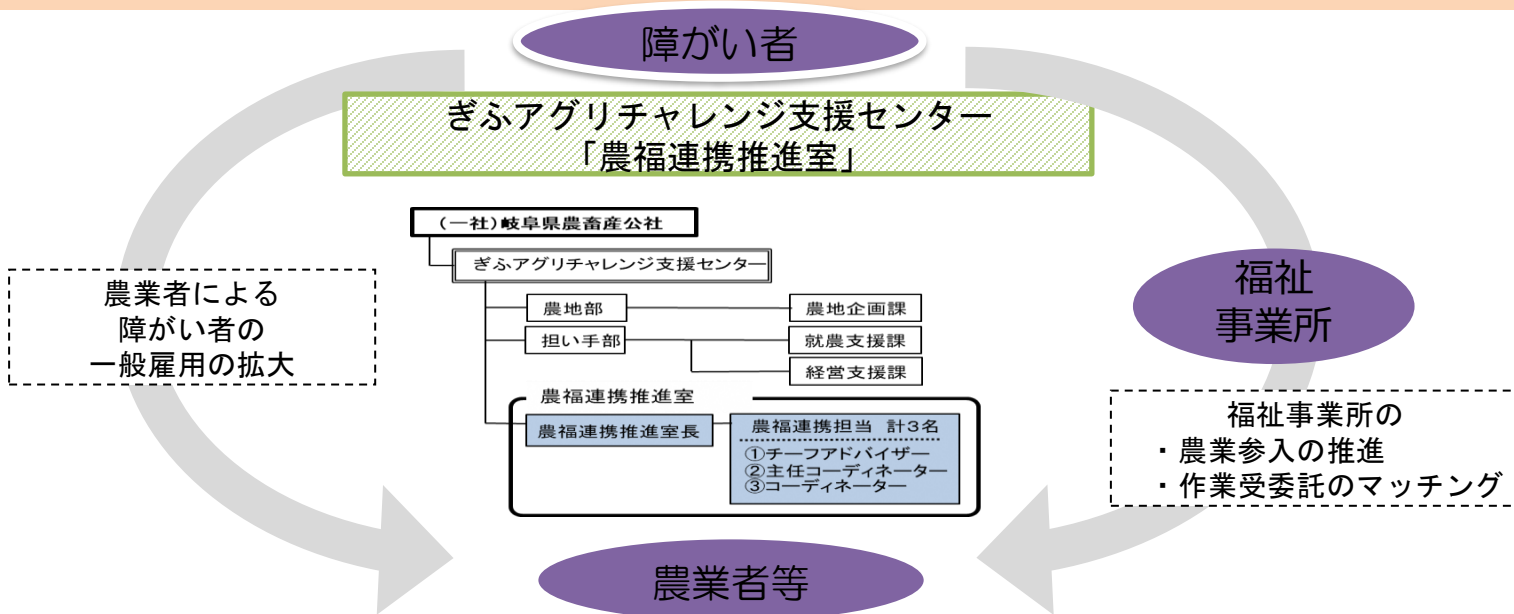 障がい者
ぎふアグリチャレンジ支援センター
「農福連携推進室」
(一社)岐阜県農畜産公社
ぎふアグリチャレンジ支援センター
農地部
農地企画課
担い手部
就農支援課
経営支援課
農福連携推進室
農福連携推進室長
農福連携担当 計3名
①チーフアドバイザー
②主任コーディネーター
③コーディネーター
農業者による
障がい者の
一般雇用の拡大
福祉
事業所
福祉事業所の
・農業参入の推進
・作業受委託のマッチング
農業者等